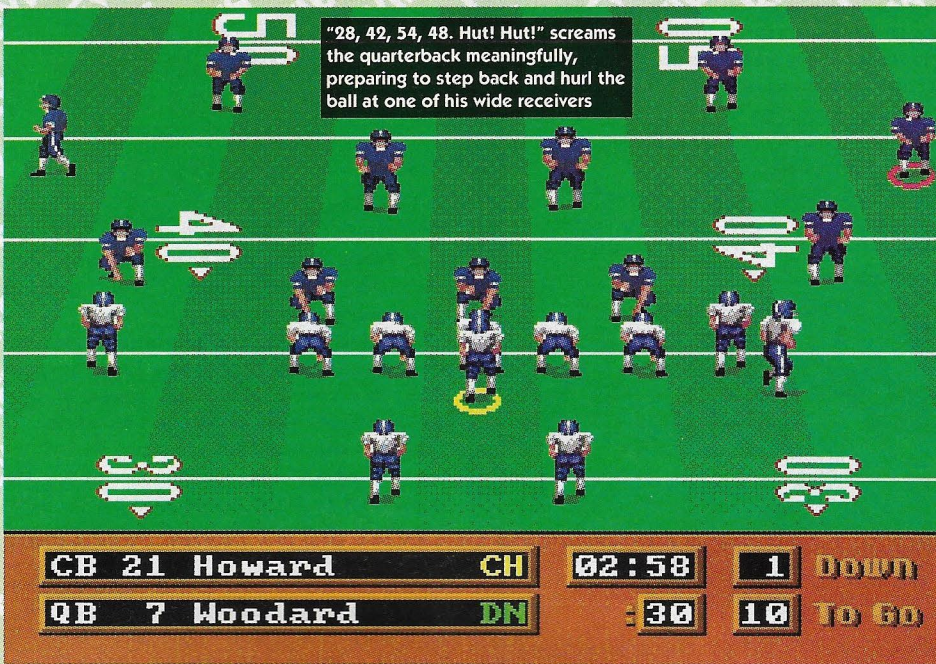 50
50
“28, 42, 54, 48. Hut! Hut!” screams
the quarterback meaningfully,
preparing to step back and hurl the
ball at one of his wide receivers
40
40
30
30
CB 21 Howard CH
02:58
1 Down
QB 7 Woodard DN
:30
10 To Go